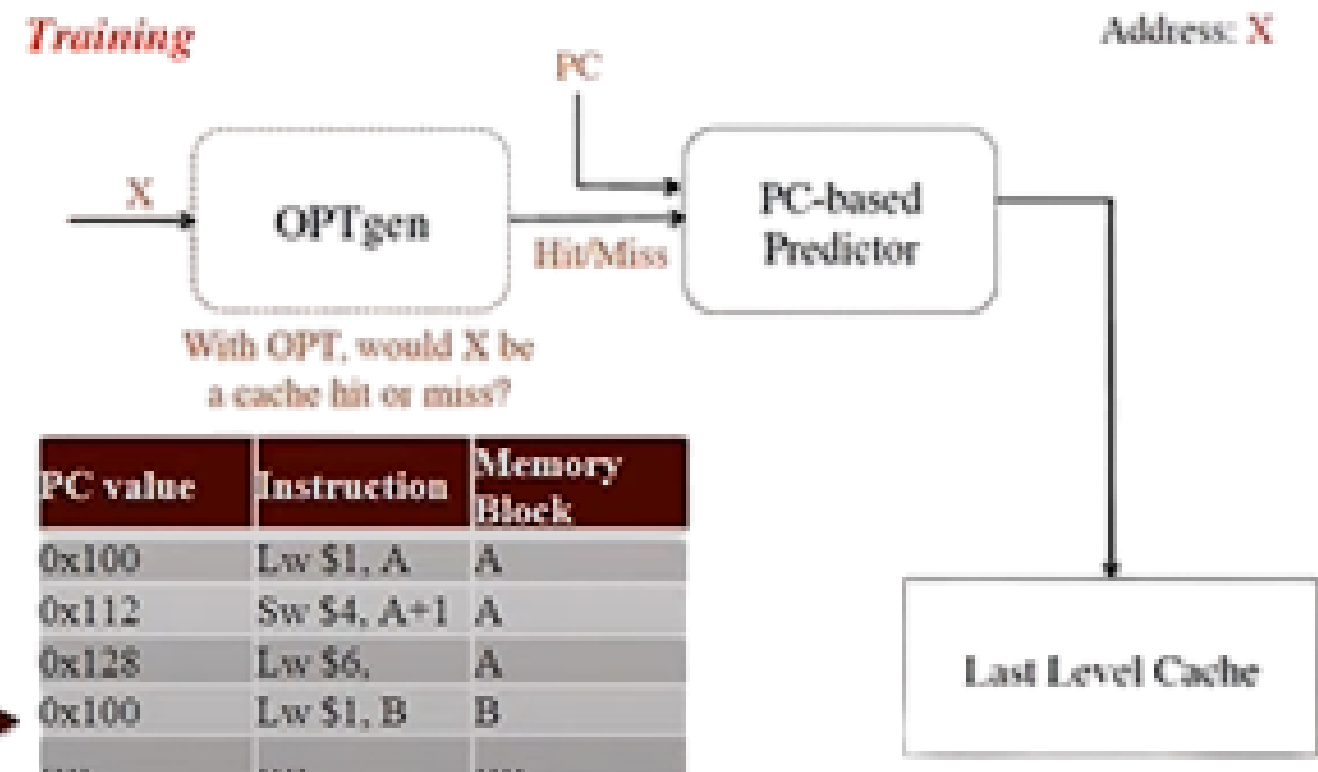 Training
Address: X
PC
X
OPTgen
Hit/Miss
PC-based
Predictor
With OPT, would X be
a cache hit or miss?
PC value Instruction Memory
Block
0x100 Lw $1, A A
0x112 Sw $4, A+1 A
0x128 Lw $6, A
0x100 Lw $1, B B
Last Level Cache